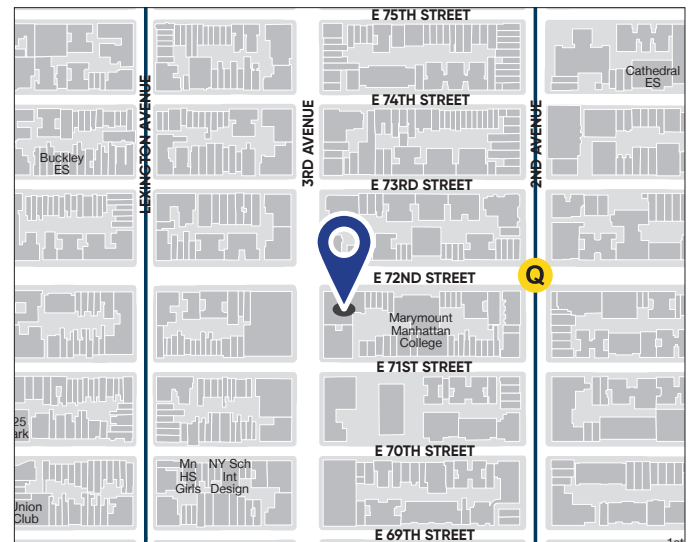 E 75TH STREET
Cathedral
ES
E 74TH STREET
LEXINGTON AVENUE
3RD AVENUE
2ND AVENUE
Buckley
ES
E 73RD STREET
E 72ND STREET
Q
Marymount
Manhattan
College
E 71ST STREET
25
ark
E 70TH STREET
Mn
HS
Girls
NY Sch
Int
Design
Union
Club
E 69TH STREET
1st